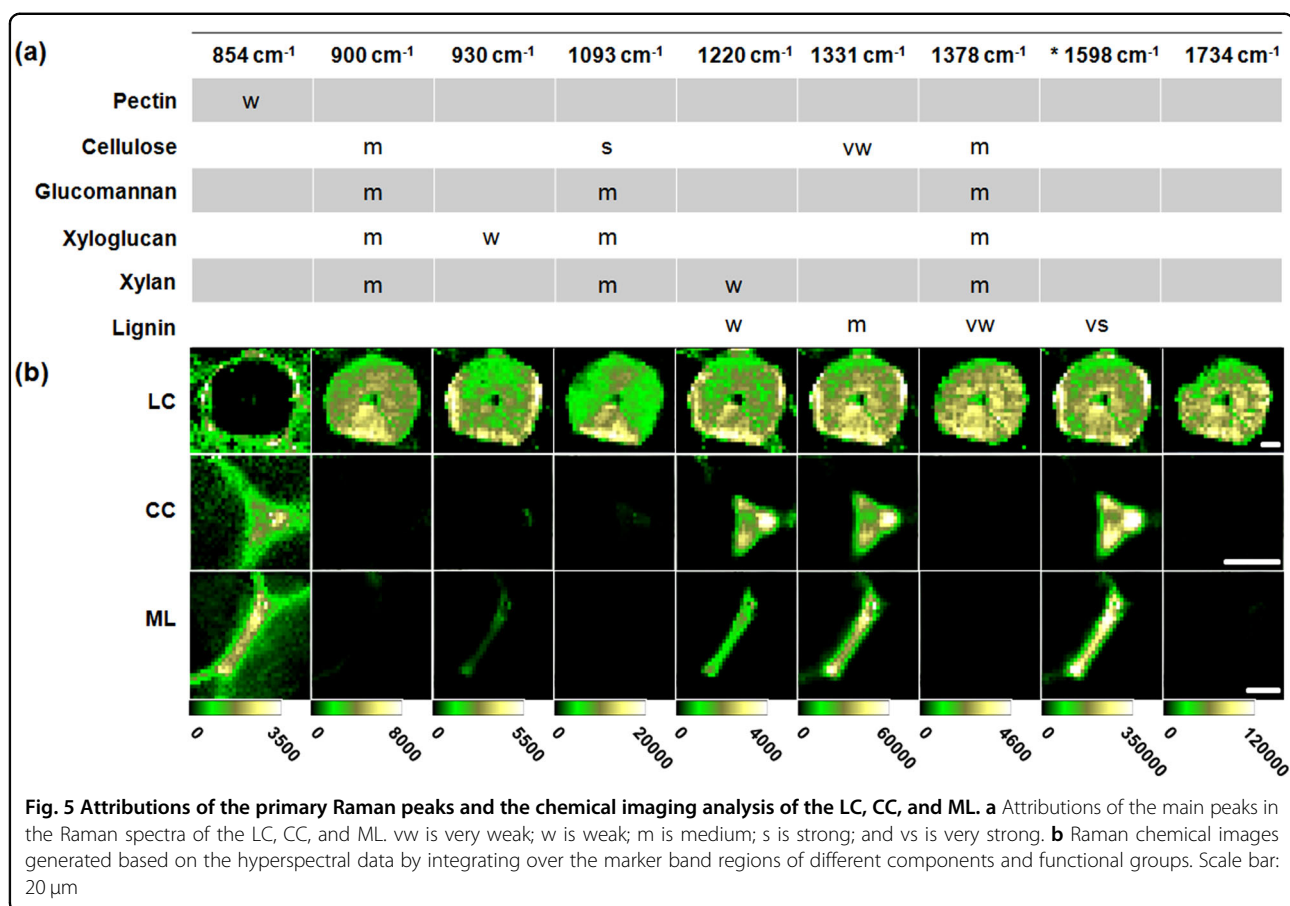 (a) 854 cm-1 900 cm-1 930 cm-1 1093 cm-1 1220 cm-1 1331 cm-1 1378 cm-1 * 1598 cm-1 1734 cm-1
Pectin w
Cellulose m s vw m
Glucomannan m m m
Xyloglucan m w m m
Xylan m m w m
Lignin w m vw vs
(b)
LC
CC
ML
0 3500 0 8000 0 5500 0 20000 0 4000 0 60000 0 4600 0 350000 0 120000
Fig. 5 Attributions of the primary Raman peaks and the chemical imaging analysis of the LC, CC, and ML. a Attributions of the main peaks in
the Raman spectra of the LC, CC, and ML. vw is very weak; w is weak; m is medium; s is strong; and vs is very strong. b Raman chemical images
generated based on the hyperspectral data by integrating over the marker band regions of different components and functional groups. Scale bar:
20 μm